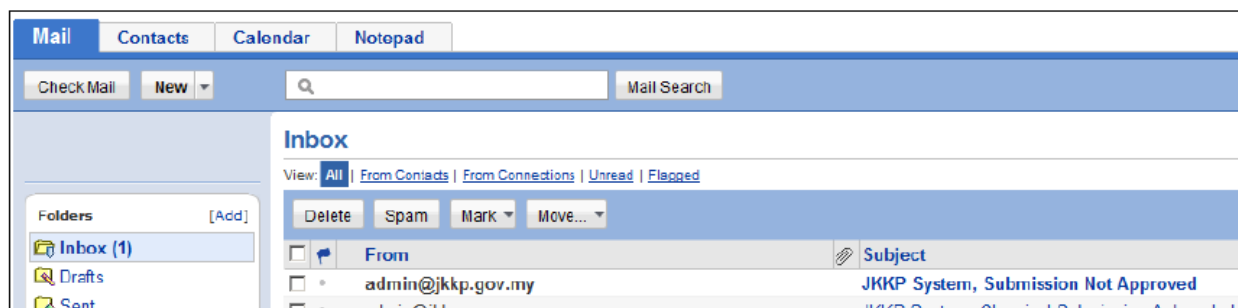 Mail Contacts Calendar Notepad
Check Mail New Mail Search
Inbox
View: All | From Contacts | From Connections | Unread | Flagged
Folders [Add] Delete Spam Mark Move...
Inbox (1) From Subject
Drafts admin@jkkp.gov.my JKKP System, Submission Not Approved
Sent